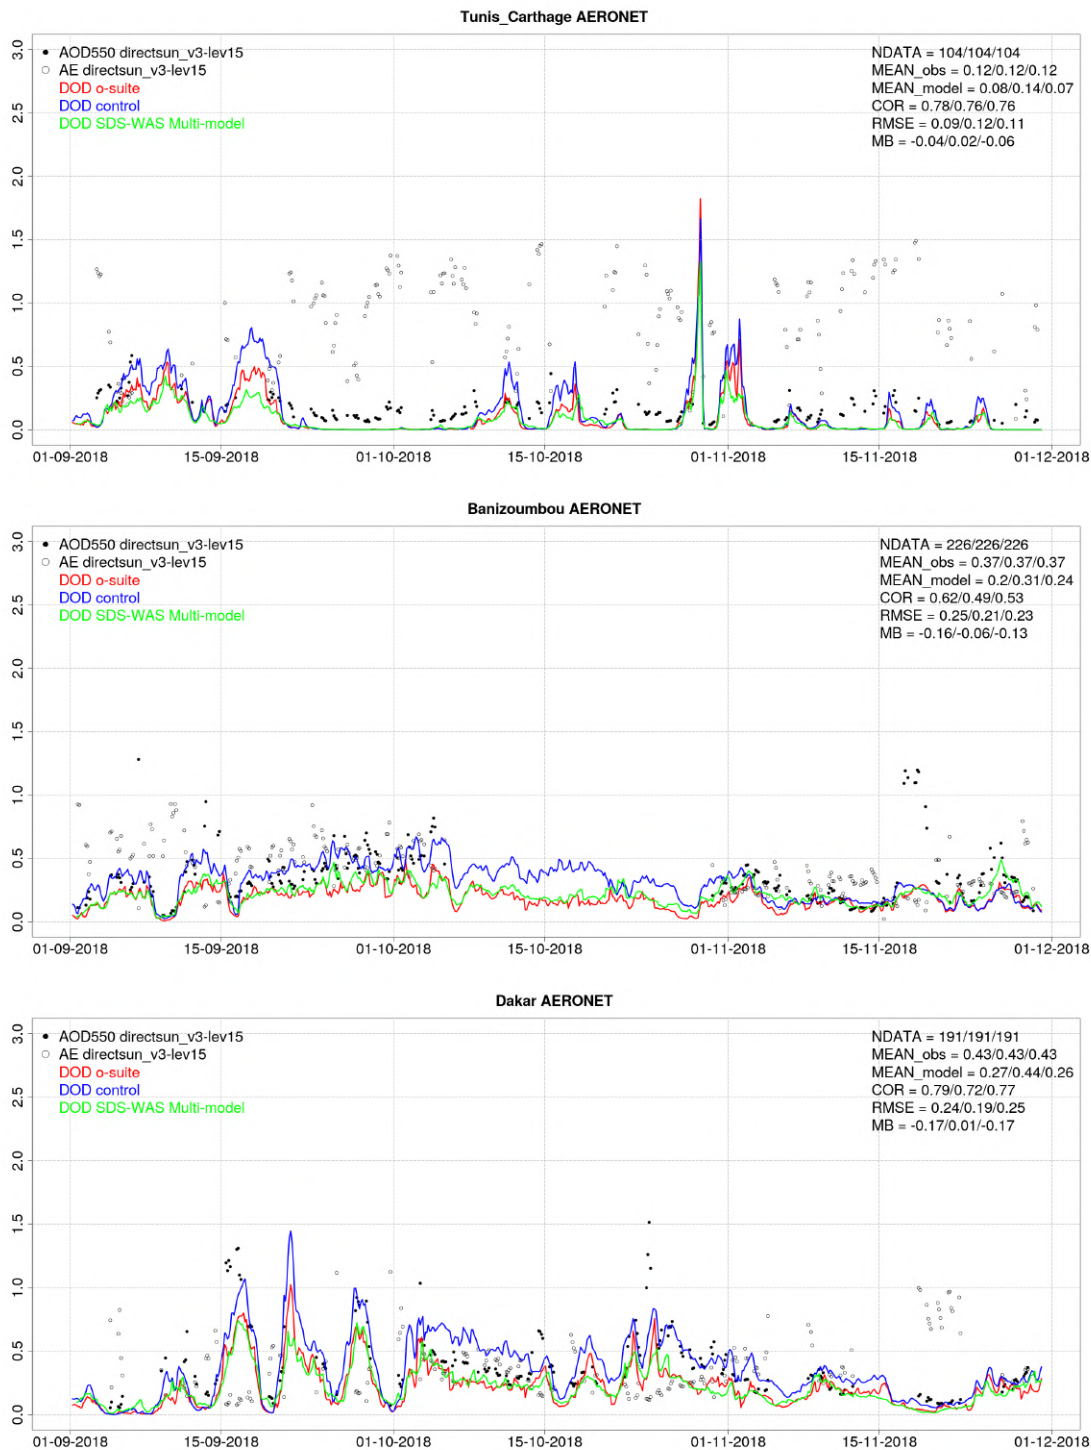 Tunis_Carthage AERONET
AOD550 directsun_v3-lev15
AE directsun_v3-lev15
DOD o-suite
DOD control
DOD SDS-WAS Multi-model
NDATA = 104/104/104
MEAN_obs = 0.12/0.12/0.12
MEAN_model = 0.08/0.14/0.07
COR = 0.78/0.76/0.76
RMSE = 0.09/0.12/0.11
MB = -0.04/0.02/-0.06
3.0
2.5
2.0
1.5
1.0
0.5
0.0
01-09-2018 15-09-2018 01-10-2018 15-10-2018 01-11-2018 15-11-2018 01-12-2018
Banizoumbou AERONET
AOD550 directsun_v3-lev15
AE directsun_v3-lev15
DOD o-suite
DOD control
DOD SDS-WAS Multi-model
NDATA = 226/226/226
MEAN_obs = 0.37/0.37/0.37
MEAN_model = 0.2/0.31/0.24
COR = 0.62/0.49/0.53
RMSE = 0.25/0.21/0.23
MB = -0.16/-0.06/-0.13
3.0
2.5
2.0
1.5
1.0
0.5
0.0
01-09-2018 15-09-2018 01-10-2018 15-10-2018 01-11-2018 15-11-2018 01-12-2018
Dakar AERONET
AOD550 directsun_v3-lev15
AE directsun_v3-lev15
DOD o-suite
DOD control
DOD SDS-WAS Multi-model
NDATA = 191/191/191
MEAN_obs = 0.43/0.43/0.43
MEAN_model = 0.27/0.44/0.26
COR = 0.79/0.72/0.77
RMSE = 0.24/0.19/0.25
MB = -0.17/0.01/-0.17
3.0
2.5
2.0
1.5
1.0
0.5
0.0
01-09-2018 15-09-2018 01-10-2018 15-10-2018 01-11-2018 15-11-2018 01-12-2018